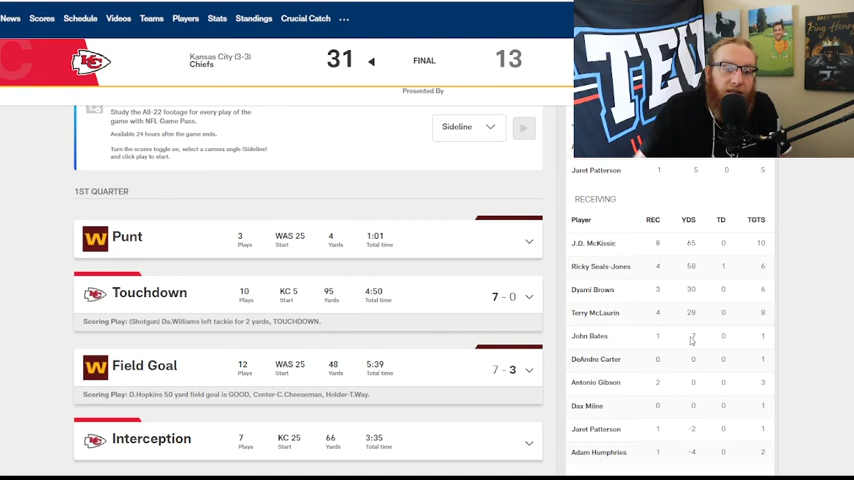 News Scores Schedule Videos Teams Players Stats Standings Crucial Catch ...
Kansas City (3-3)
Chiefs
31
FINAL
13
Presented By
Study the All-22 footage for every play of the
game with NFL Game Pass.
Available 24 hours after the game ends.
Turn the scores toggle on, select a camera angle (Sideline)
and click play to start.
Sideline
1ST QUARTER
W Punt 3 WAS 25 4 1:01
Plays Start Yards Total time
KC Touchdown 10 KC 5 95 4:50 7 - 0
Plays Start Yards Total time
Scoring Play: (Shotgun) Da.Williams left tackle for 2 yards, TOUCHDOWN.
W Field Goal 12 WAS 25 48 5:39 7 - 3
Plays Start Yards Total time
Scoring Play: D.Hopkins 50 yard field goal is GOOD, Center-C.Cheeseman, Holder-T.Way.
KC Interception 7 KC 25 66 3:35
Plays Start Yards Total time
Jaret Patterson 1 5 0 5
RECEIVING
Player REC YDS TD TGTS
J.D. McKissic 8 65 0 10
Ricky Seals-Jones 4 58 1 6
Dyami Brown 3 30 0 6
Terry McLaurin 4 28 0 8
John Bates 1 7 0 1
DeAndre Carter 0 0 0 1
Antonio Gibson 2 0 0 3
Dax Milne 0 0 0 1
Jaret Patterson 1 -2 0 1
Adam Humphries 1 -4 0 2
King Henry